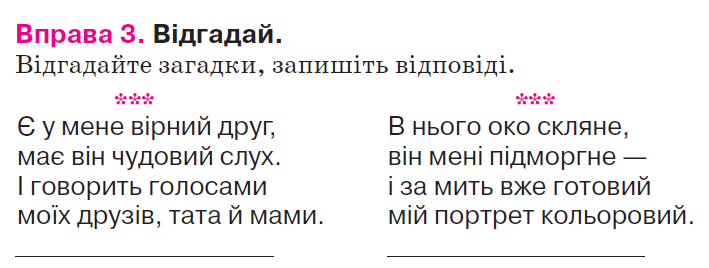 Вправа 3. Відгадай.
Відгадайте загадки, запишіть відповіді.
***
Є у мене вірний друг,
має він чудовий слух.
І говорить голосами
моїх друзів, тата й мами.
***
В нього око скляне,
він мені підморгне —
і за мить вже готовий
мій портрет кольоровий.